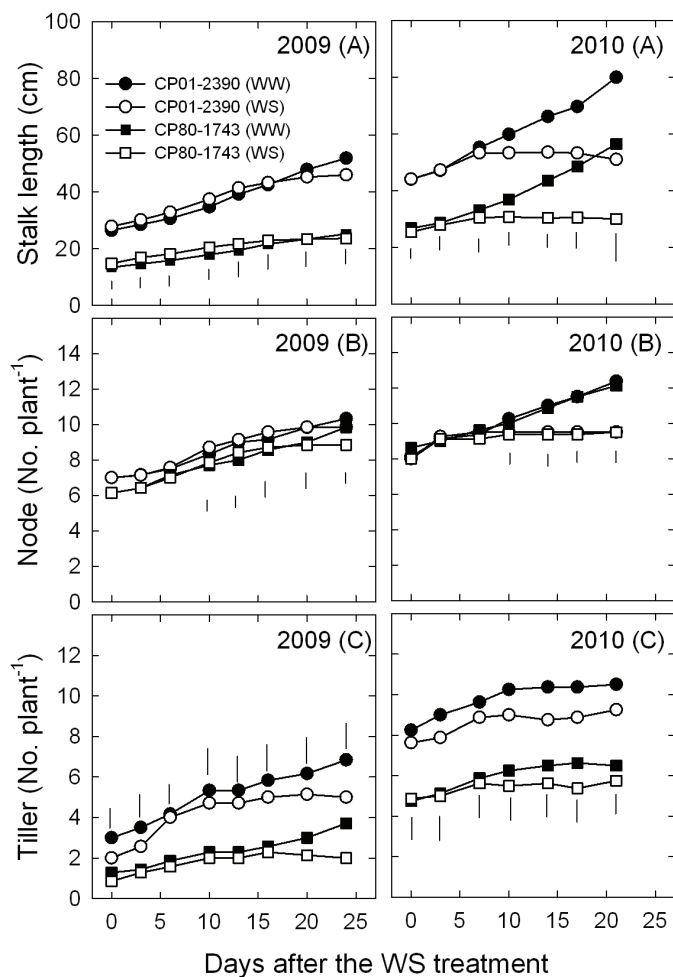 2009 (A)
2010 (A)
Stalk length (cm)
100
80
60
40
20
0
CP01-2390 (WW)
CP01-2390 (WS)
CP80-1743 (WW)
CP80-1743 (WS)
2009 (B)
2010 (B)
Node (No. plant⁻¹)
14
12
10
8
6
4
2
0
2009 (C)
2010 (C)
Tiller (No. plant⁻¹)
12
10
8
6
4
2
0
0 5 10 15 20 25
0 5 10 15 20 25
Days after the WS treatment